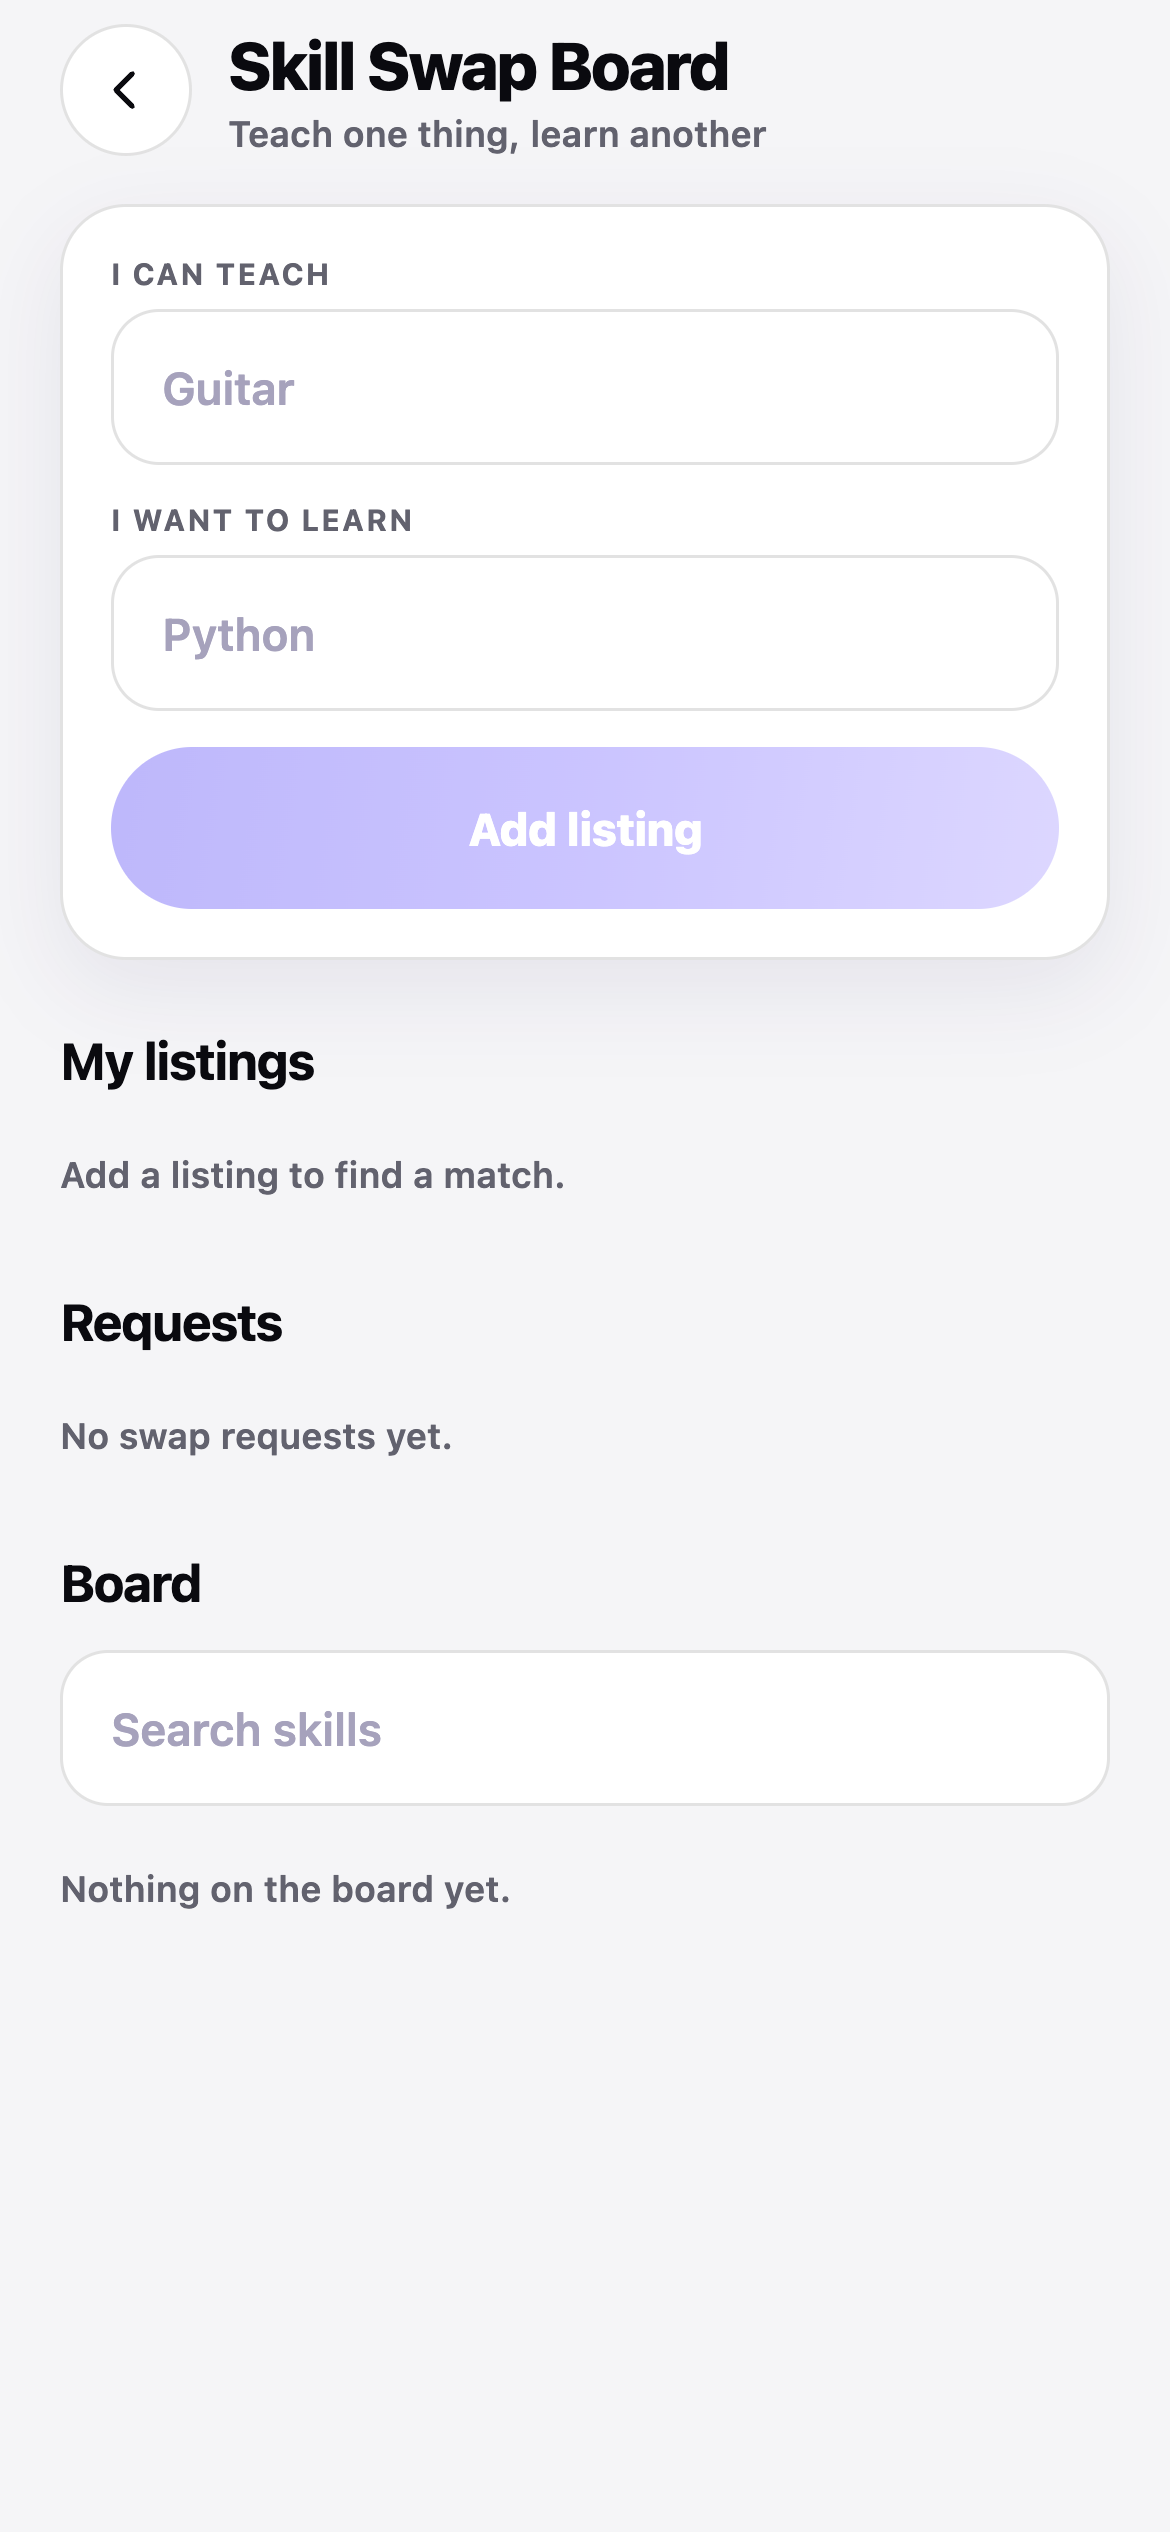 Skill Swap Board
Teach one thing, learn another
I CAN TEACH
Guitar
I WANT TO LEARN
Python
Add listing
My listings
Add a listing to find a match.
Requests
No swap requests yet.
Board
Search skills
Nothing on the board yet.